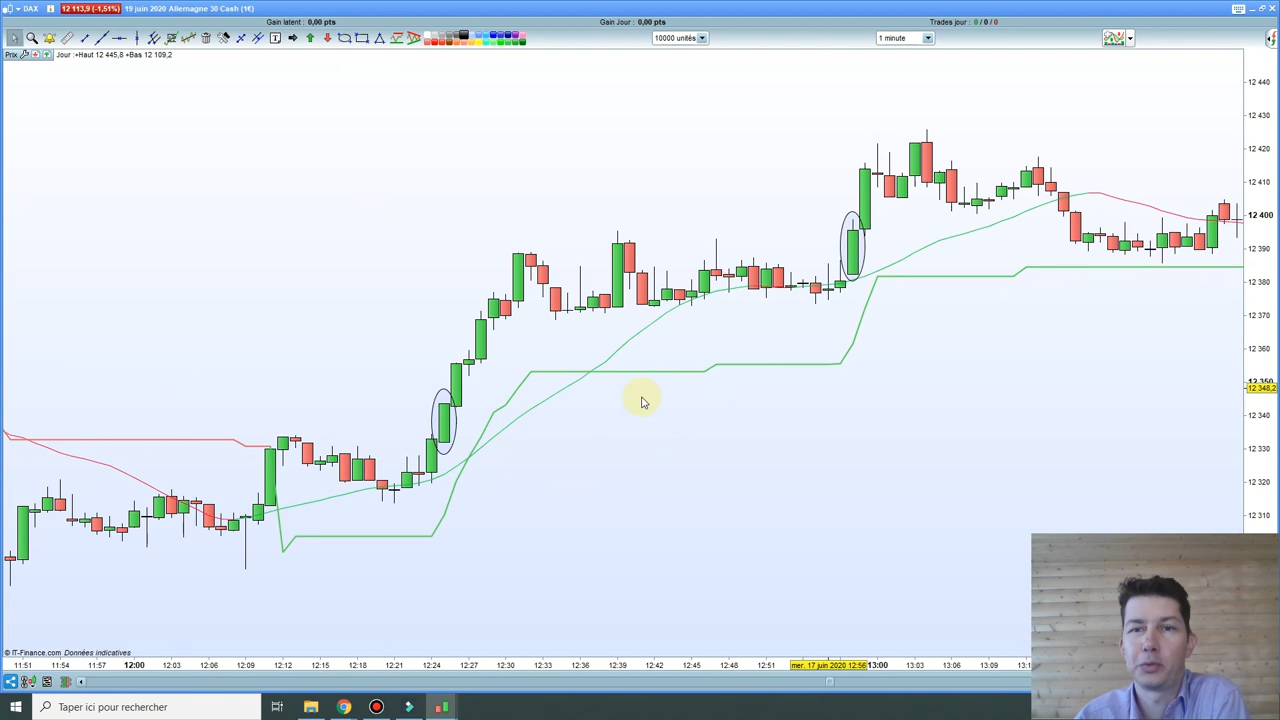 DAX 12 113,9 (-1,51%) 19 juin 2020 Allemagne 30 Cash (1€)
Gain latent : 0,00 pts Gain Jour : 0,00 pts Trades jour : 0 / 0 / 0
10000 unités 1 minute
Prix Jour :+Haut 12 445,8 +Bas 12 109,2
12 440
12 430
12 420
12 410
12 400
12 390
12 380
12 370
12 360
12 350
12 348,2
12 340
12 330
12 320
12 310
© IT-Finance.com Données indicatives
11:51 11:54 11:57 12:00 12:03 12:06 12:09 12:12 12:15 12:18 12:21 12:24 12:27 12:30 12:33 12:36 12:39 12:42 12:45 12:48 12:51 mer. 17 juin 2020 12:56 13:00 13:03 13:06 13:09
Taper ici pour rechercher